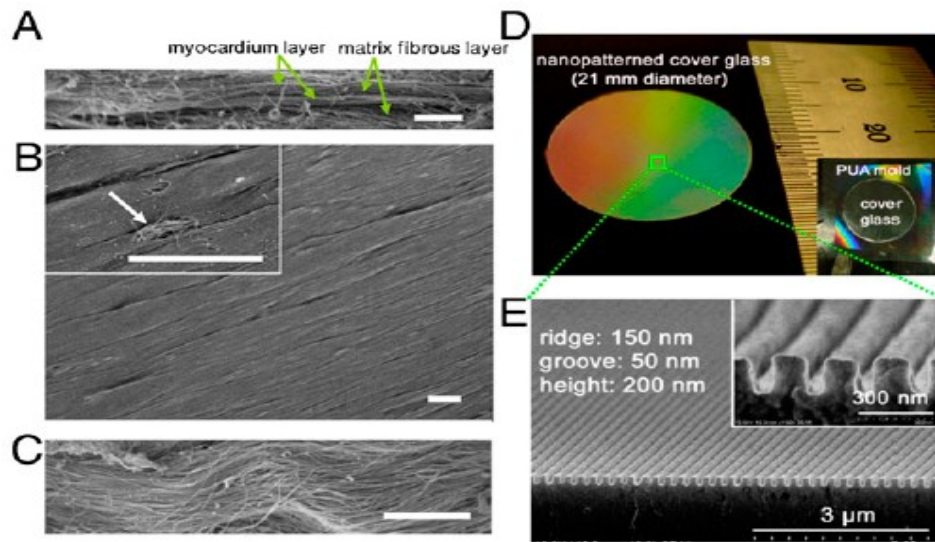 A
myocardium layer
matrix fibrous layer
B
C
D
nanopatterned cover glass
(21 mm diameter)
10
20
PUA mold
cover
glass
E
ridge: 150 nm
groove: 50 nm
height: 200 nm
300 nm
3 μm